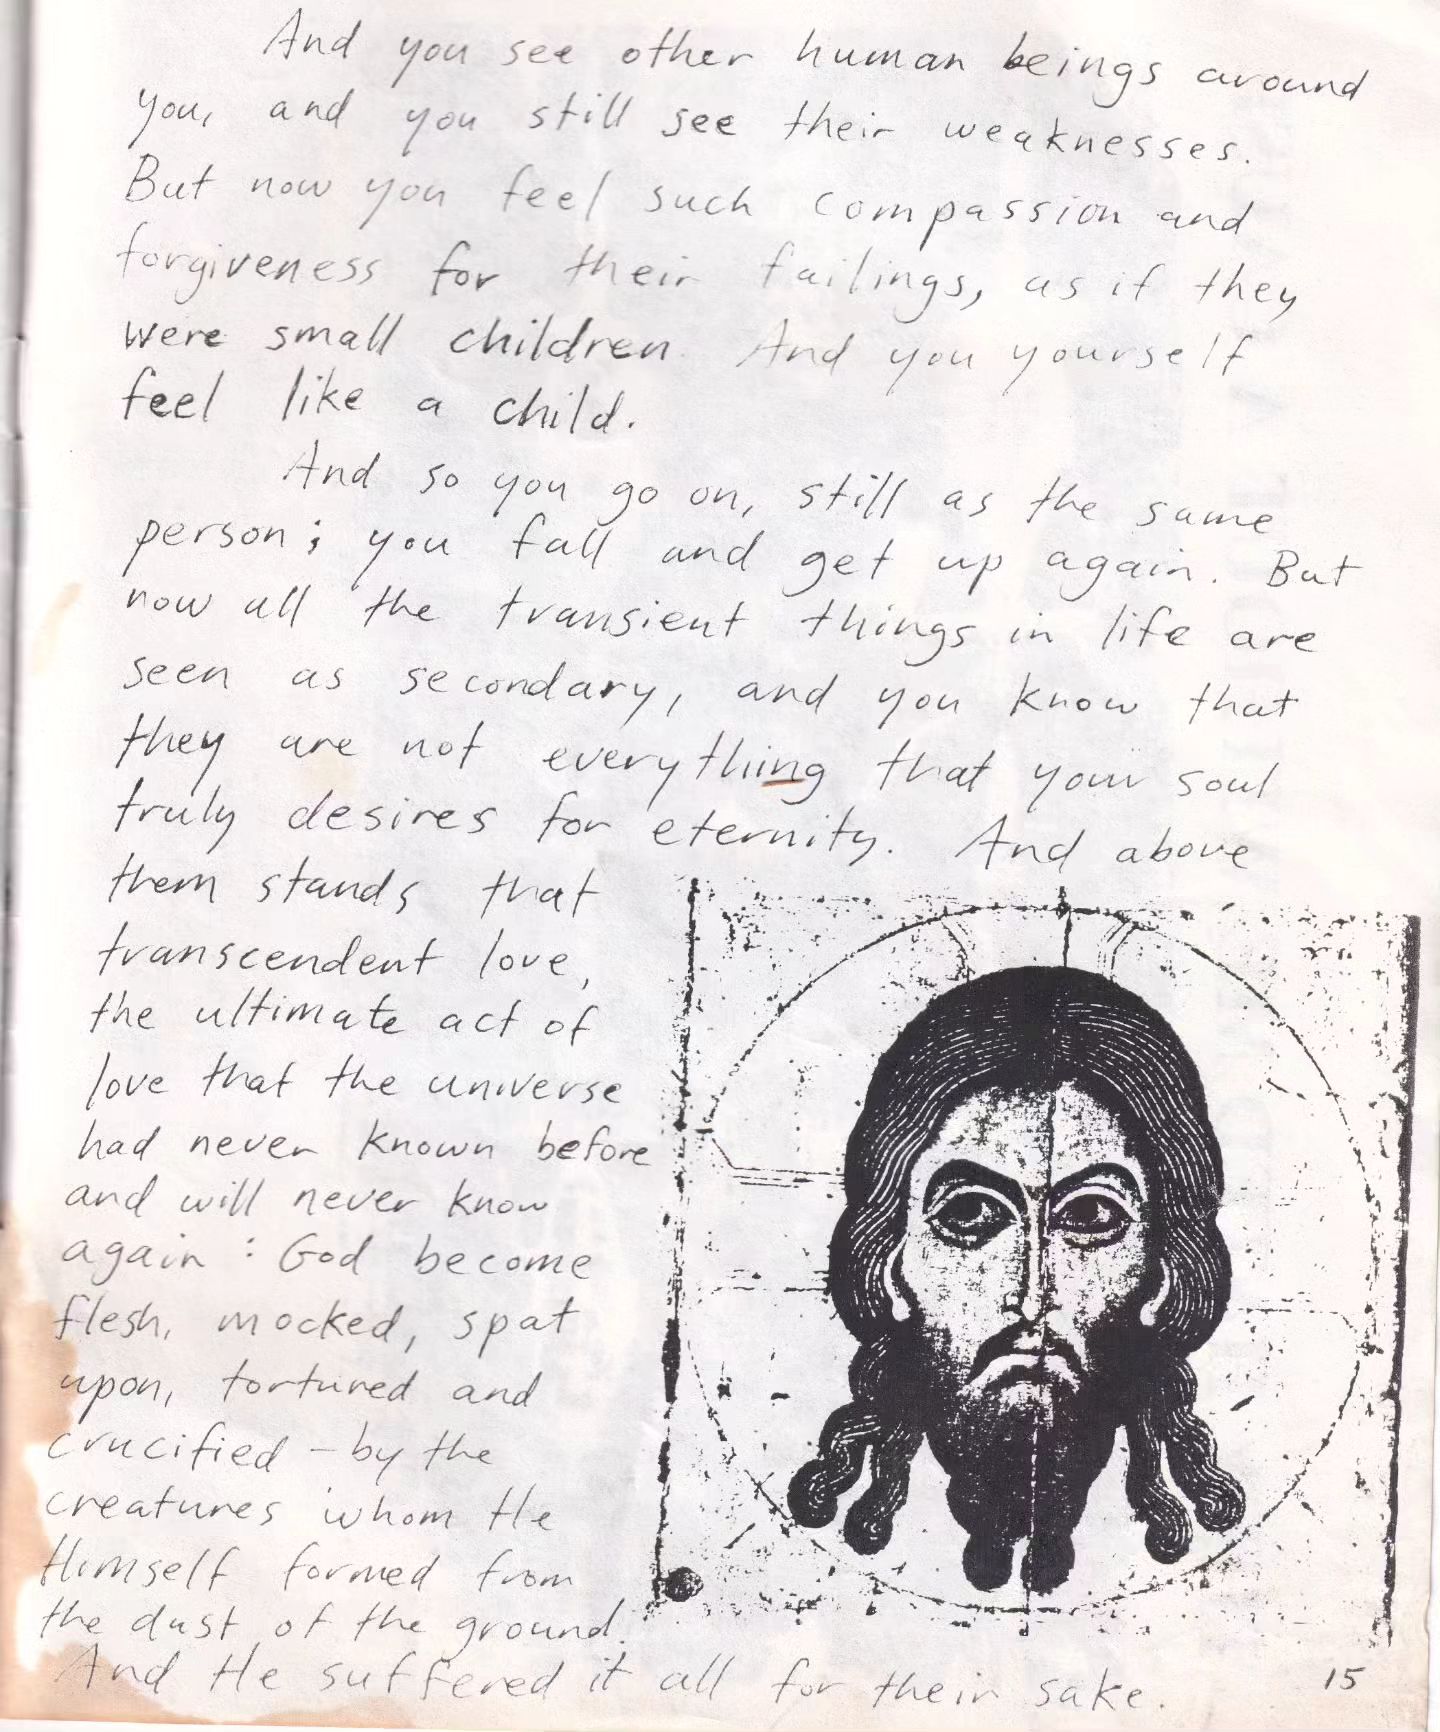 And you see other human beings around
you, and you still see their weaknesses.
But now you feel such compassion and
forgiveness for their failings, as if they
were small children. And you yourself
feel like a child.
And so you go on, still as the same
person; you fall and get up again. But
now all the transient things in life are
seen as secondary, and you know that
they are not everything that your soul
truly desires for eternity. And above
them stands that
transcendent love,
the ultimate act of
love that the universe
had never known before
and will never know
again: God become
flesh, mocked, spat
upon, tortured and
crucified - by the
creatures whom He
Himself formed from
the dust of the ground.
And He suffered it all for their sake.
15